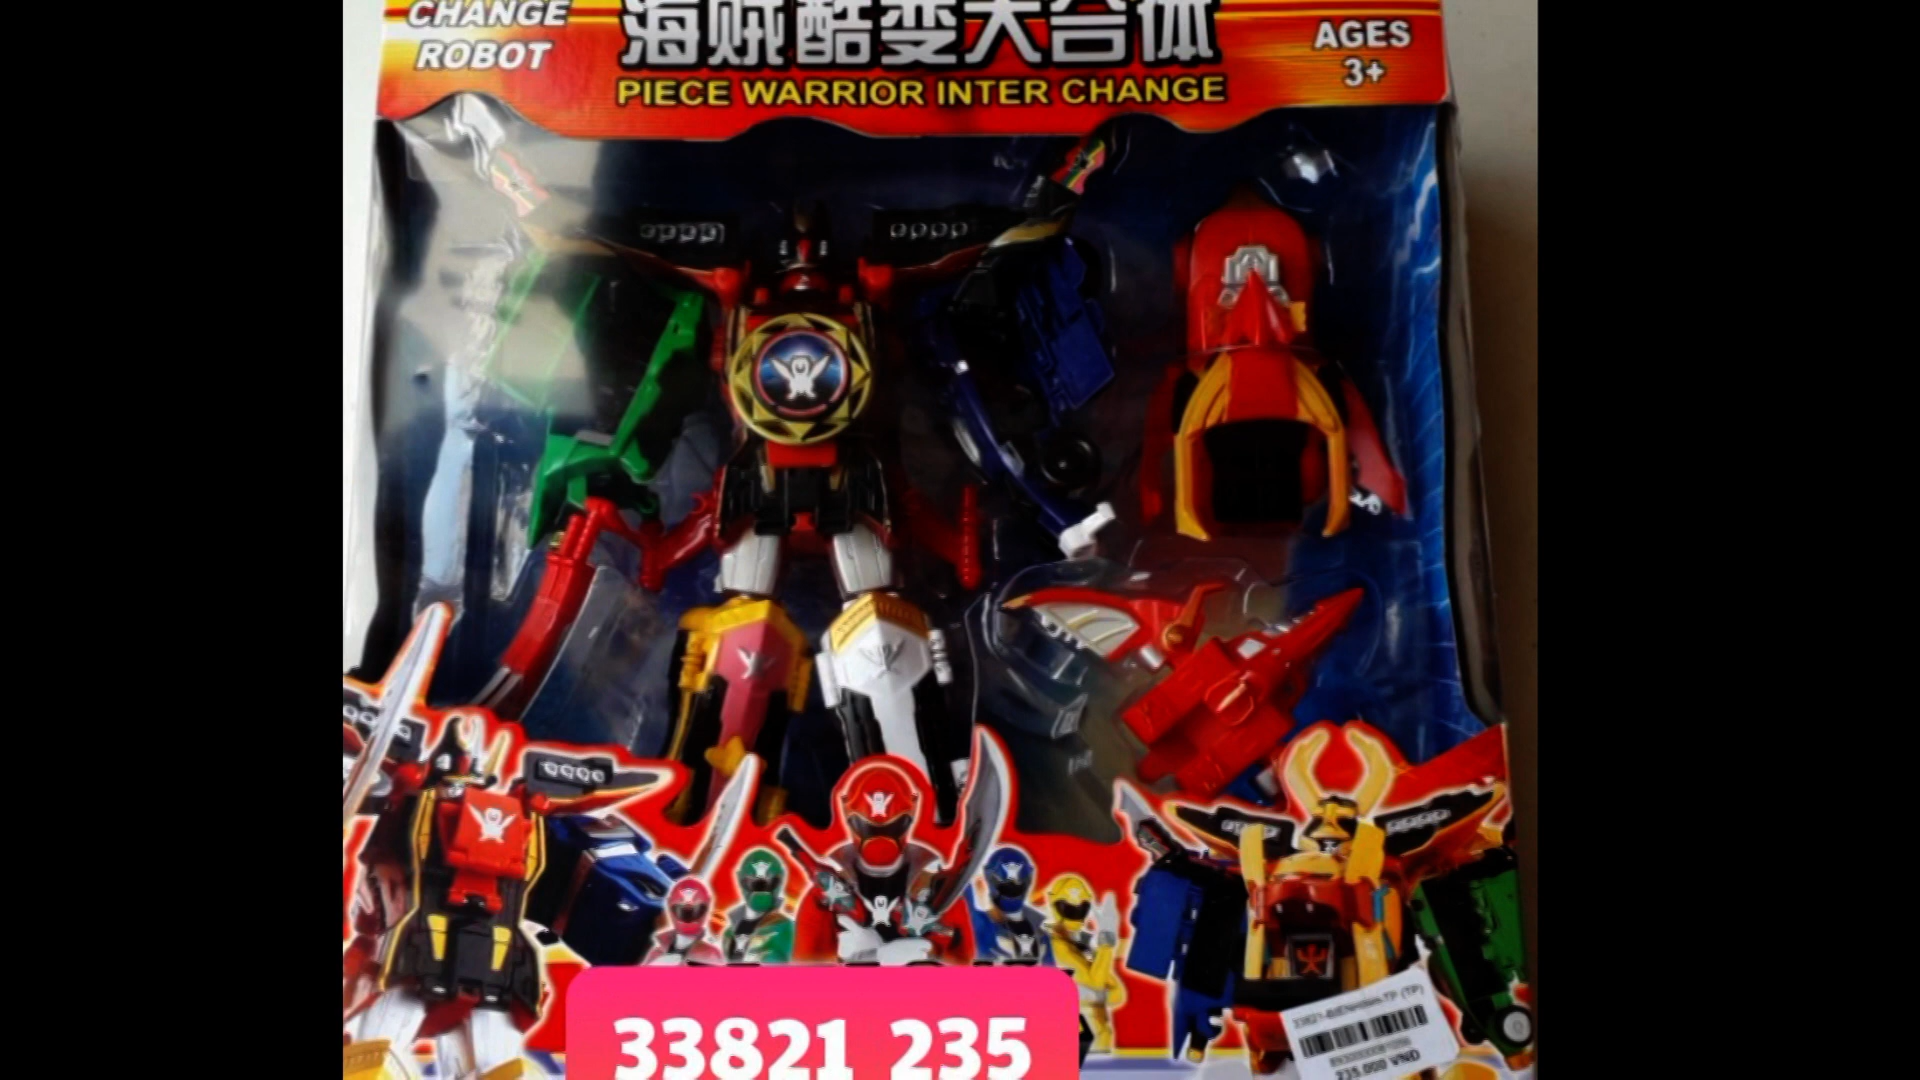 CHANGE
ROBOT
海贼酷变大合体
PIECE WARRIOR INTER CHANGE
AGES
3+
33821 235
235.000 VND